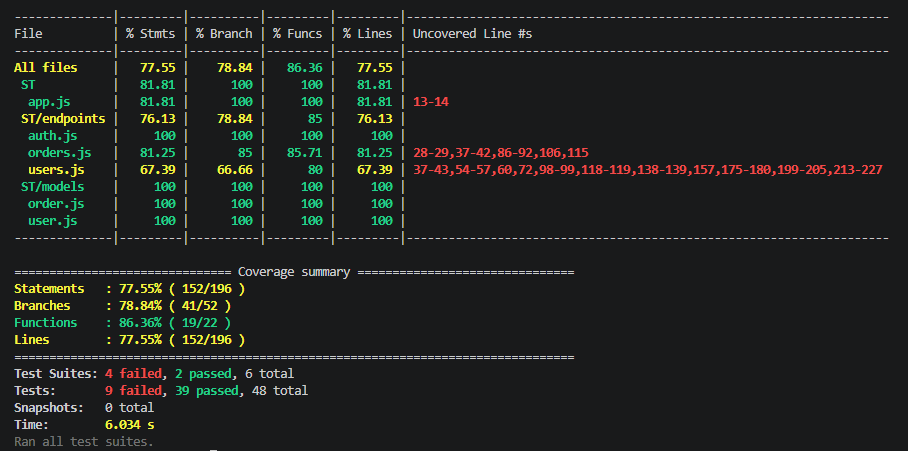 --------------|---------|----------|---------|---------|---------------------------------------------------------------------
File          | % Stmts | % Branch | % Funcs | % Lines | Uncovered Line #s
--------------|---------|----------|---------|---------|---------------------------------------------------------------------
All files     |   77.55 |    78.84 |   86.36 |   77.55 |
 ST           |   81.81 |      100 |     100 |   81.81 |
  app.js      |   81.81 |      100 |     100 |   81.81 | 13-14
 ST/endpoints |   76.13 |    78.84 |      85 |   76.13 |
  auth.js     |     100 |      100 |     100 |     100 |
  orders.js   |   81.25 |       85 |   85.71 |   81.25 | 28-29,37-42,86-92,106,115
  users.js    |   67.39 |    66.66 |      80 |   67.39 | 37-43,54-57,60,72,98-99,118-119,138-139,157,175-180,199-205,213-227
 ST/models    |     100 |      100 |     100 |     100 |
  order.js    |     100 |      100 |     100 |     100 |
  user.js     |     100 |      100 |     100 |     100 |
--------------|---------|----------|---------|---------|---------------------------------------------------------------------
=============================== Coverage summary ===============================
Statements   : 77.55% ( 152/196 )
Branches     : 78.84% ( 41/52 )
Functions    : 86.36% ( 19/22 )
Lines        : 77.55% ( 152/196 )
================================================================================
Test Suites: 4 failed, 2 passed, 6 total
Tests:       9 failed, 39 passed, 48 total
Snapshots:   0 total
Time:        6.034 s
Ran all test suites.